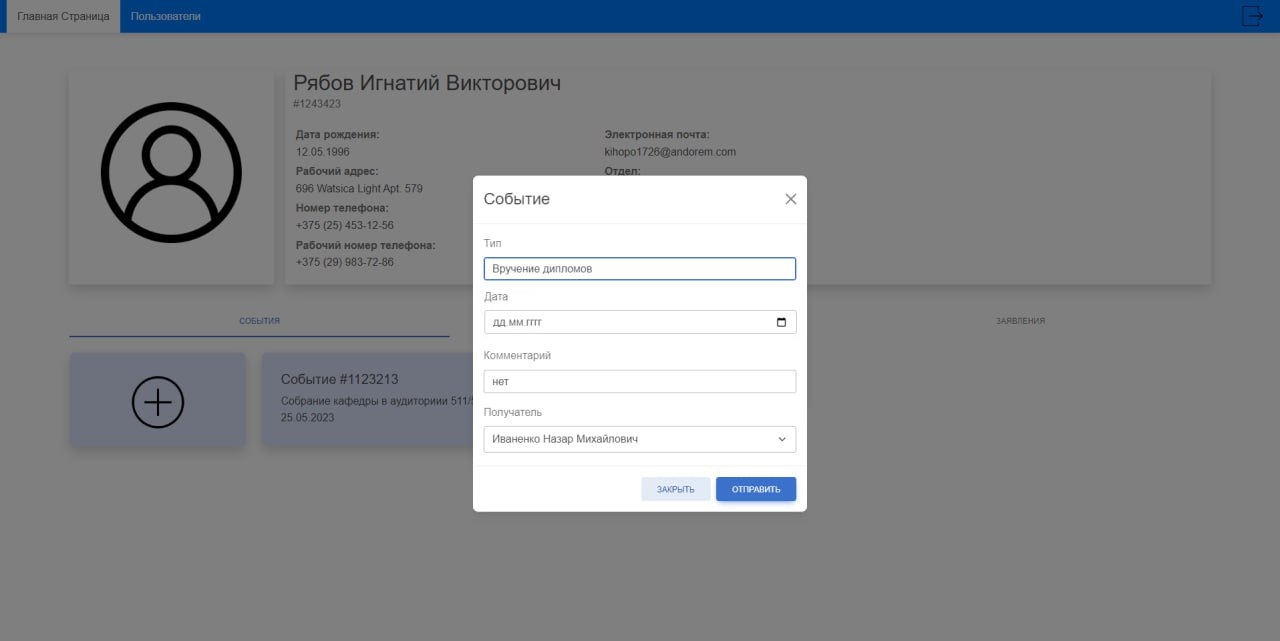 Главная Страница
Пользователи
Рябов Игнатий Викторович
#1243423
Дата рождения:
12.05.1996
Рабочий адрес:
696 Watsica Light Apt. 579
Номер телефона:
+375 (25) 453-12-56
Рабочий номер телефона:
+375 (29) 983-72-86
Электронная почта:
kihopo1726@andorem.com
Отдел:
СОБЫТИЯ
ЗАЯВЛЕНИЯ
Событие #1123213
Собрание кафедры в аудиториии 511/5
25.05.2023
Событие
Тип
Вручение дипломов
Дата
дд.мм.гггг
Комментарий
нет
Получатель
Иваненко Назар Михайлович
ЗАКРЫТЬ
ОТПРАВИТЬ